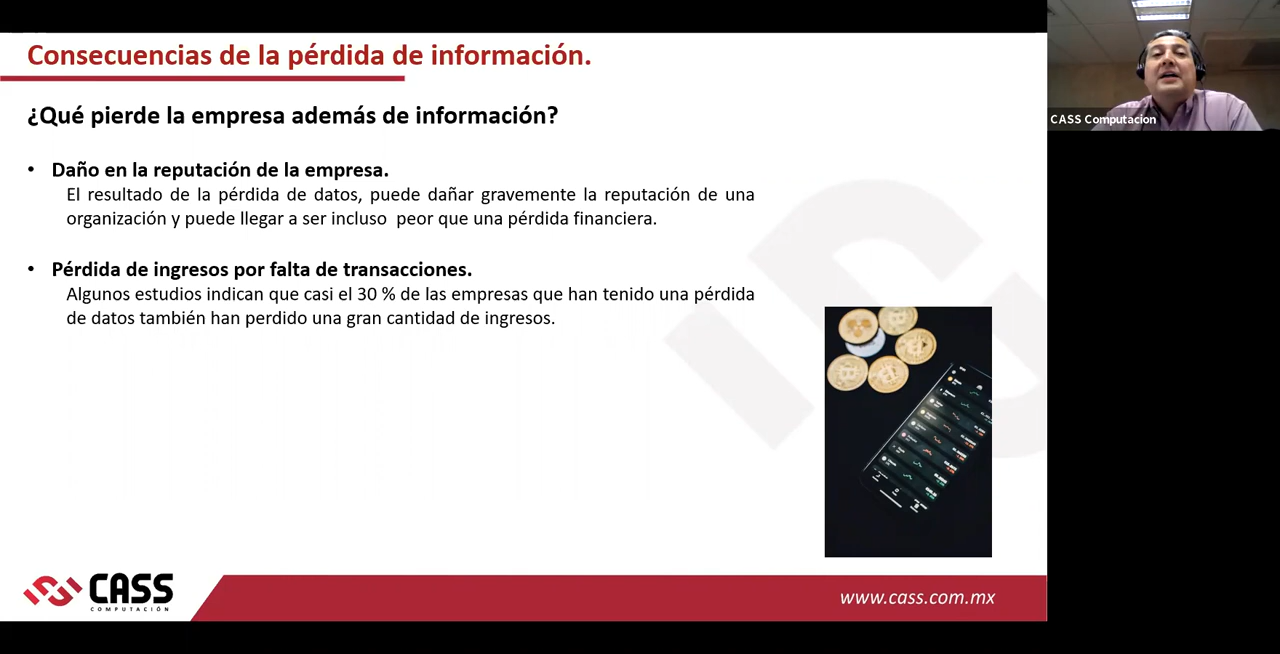 Consecuencias de la pérdida de información.
¿Qué pierde la empresa además de información?
• Daño en la reputación de la empresa.
El resultado de la pérdida de datos, puede dañar gravemente la reputación de una
organización y puede llegar a ser incluso peor que una pérdida financiera.
• Pérdida de ingresos por falta de transacciones.
Algunos estudios indican que casi el 30 % de las empresas que han tenido una pérdida
de datos también han perdido una gran cantidad de ingresos.
CASS
COMPUTACIÓN
www.cass.com.mx
CASS Computacion